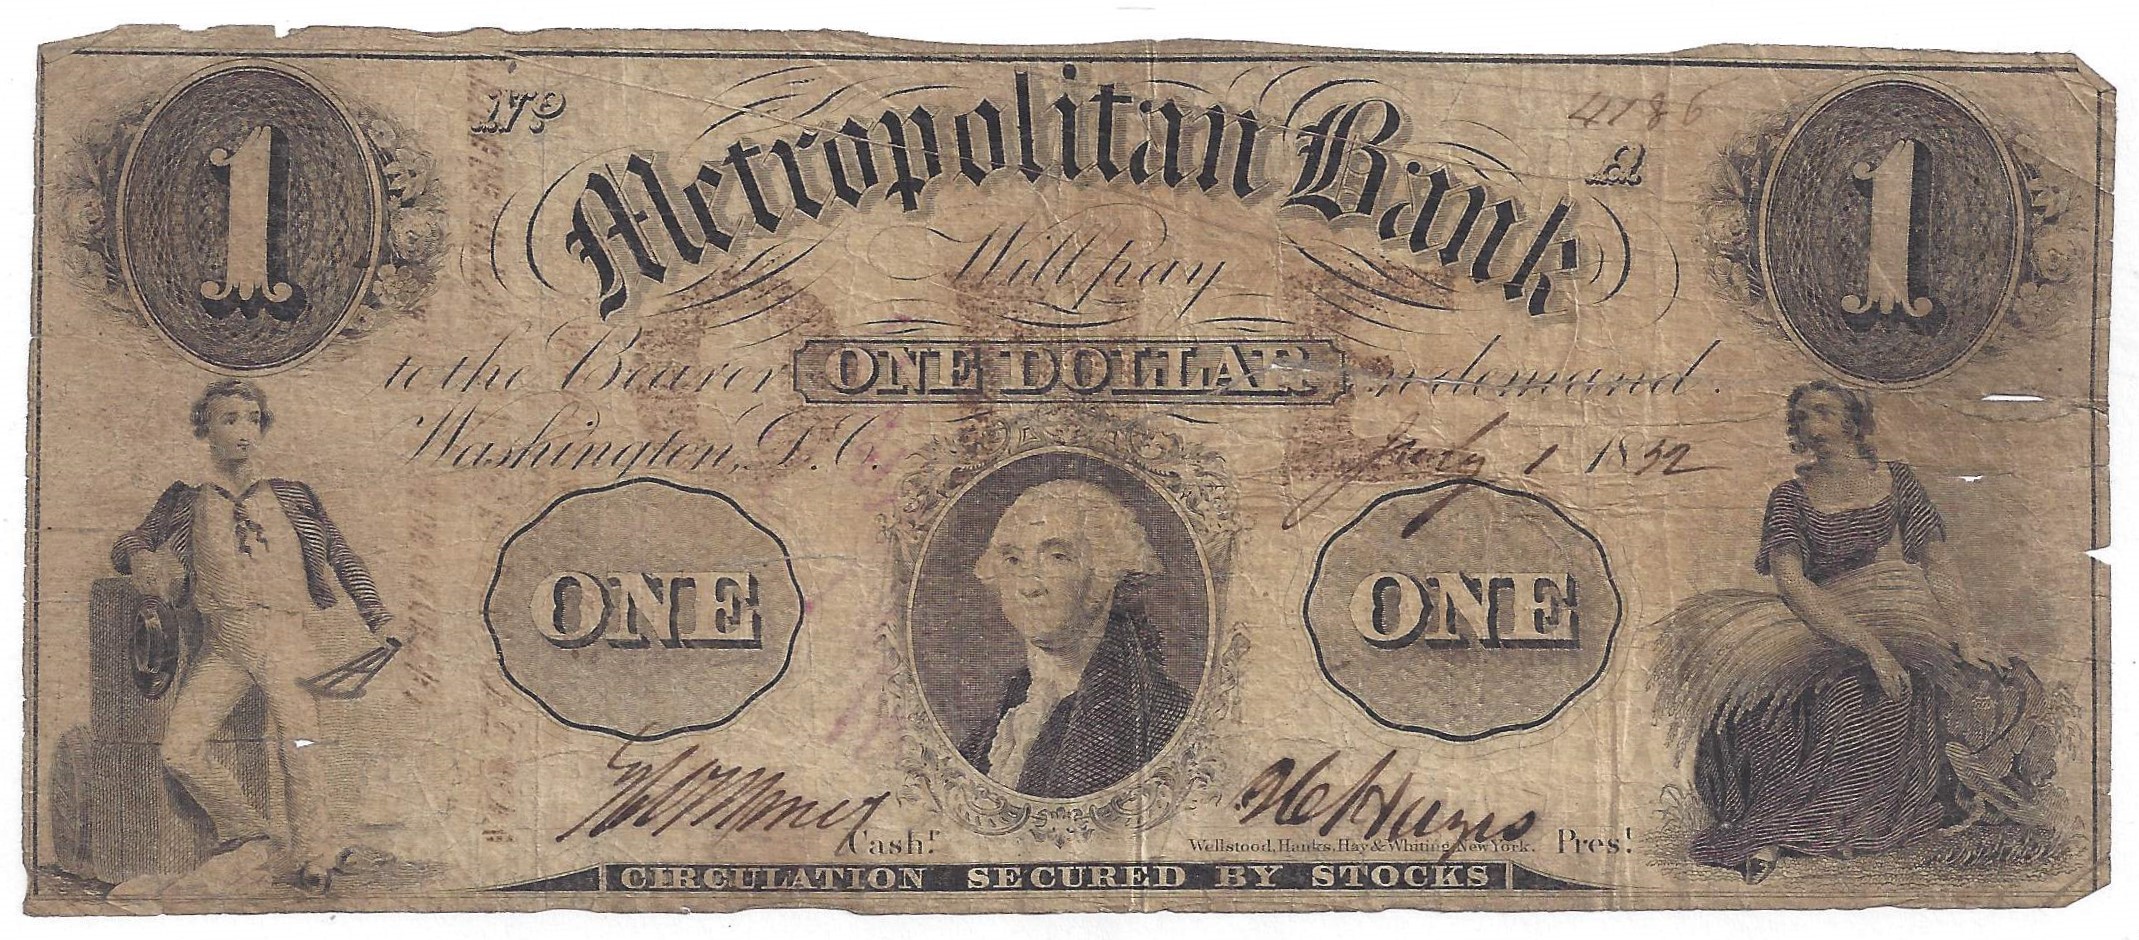 1 No 4786 1
Metropolitan Bank
A
Will pay
to the Bearer ONE DOLLAR on demand.
Washington, D.C. July 1 1852
ONE ONE
Cash! Pres!
Wellstood, Hanks, Hay & Whiting New York.
CIRCULATION SECURED BY STOCKS